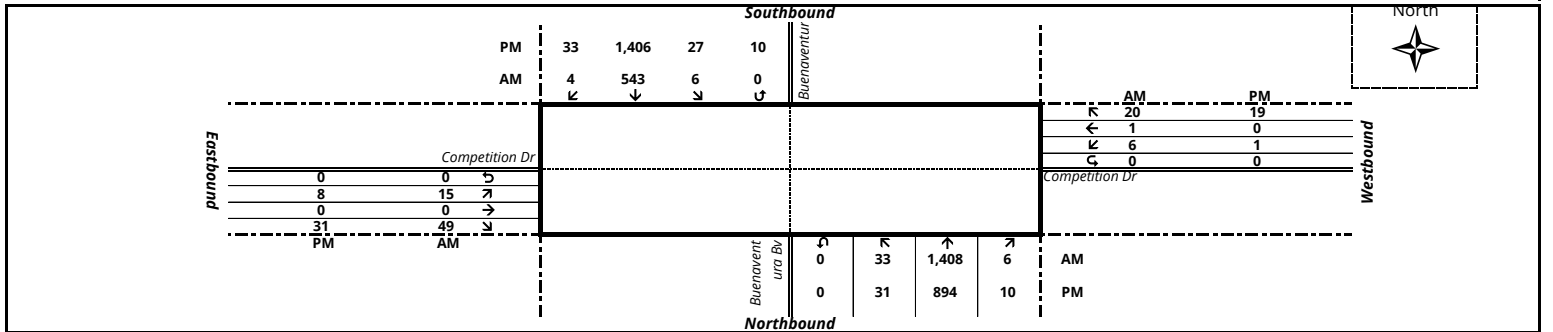 Southbound
North
PM 33 1,406 27 10
Buenaventur
AM 4 543 6 0
↙ ↓ ↘ ↺
AM PM
↖ 20 19
← 1 0
↙ 6 1
↺ 0 0
Eastbound
Westbound
Competition Dr
Competition Dr
0 0 ↺
8 15 ↗
0 0 →
31 49 ↘
PM AM
Buenavent
ura Bv
↺ ↖ ↑ ↗
0 33 1,408 6 AM
0 31 894 10 PM
Northbound